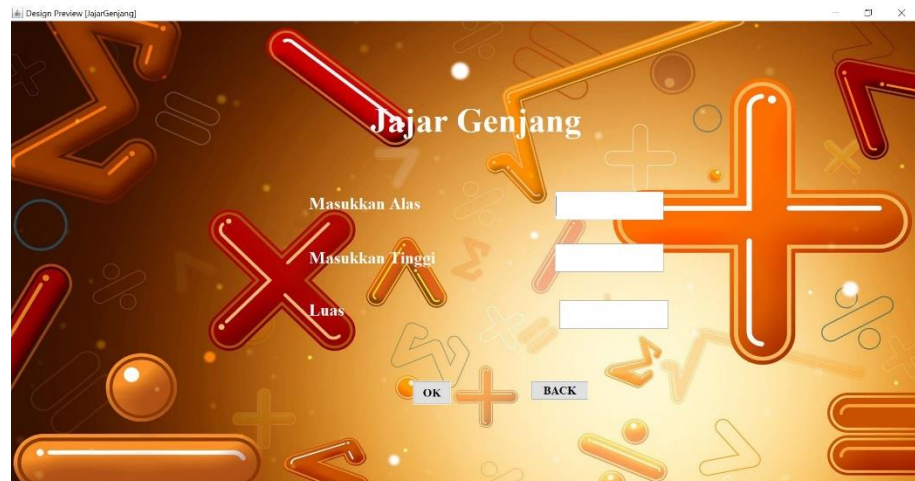 Design Preview [JajarGenjang]
Jajar Genjang
Masukkan Alas
Masukkan Tinggi
Luas
OK
BACK